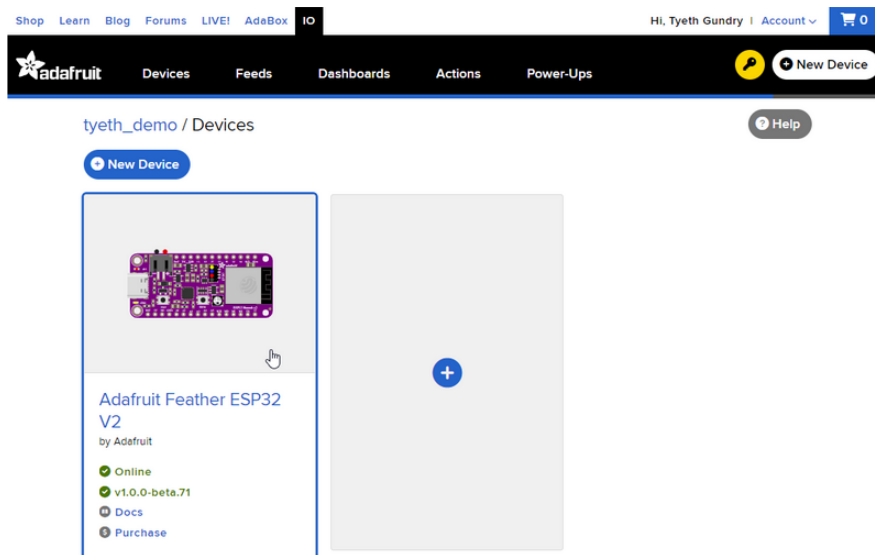 Shop Learn Blog Forums LIVE! AdaBox IO Hi, Tyeth Gundry | Account 0
adafruit Devices Feeds Dashboards Actions Power-Ups New Device
tyeth_demo / Devices Help
New Device
Adafruit Feather ESP32
V2
by Adafruit
Online
v1.0.0-beta.71
Docs
Purchase